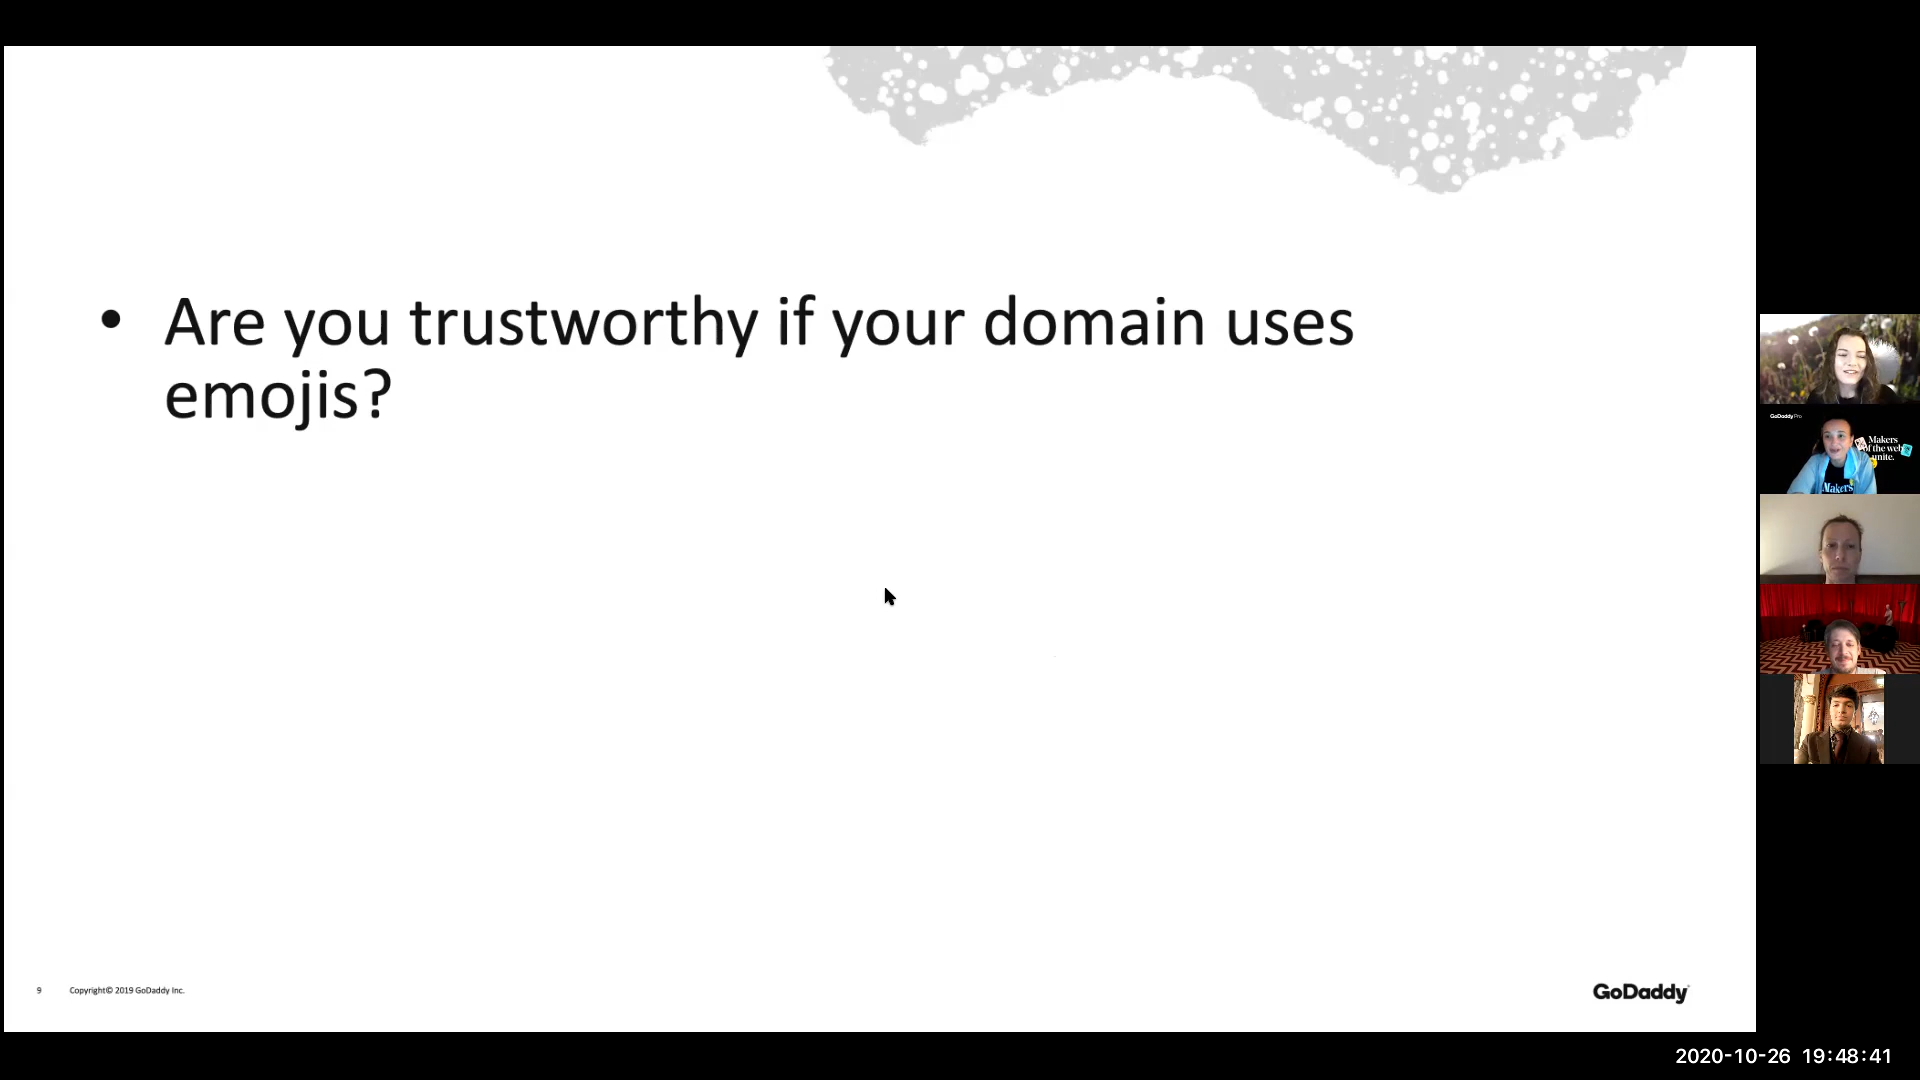 • Are you trustworthy if your domain uses
emojis?
9 Copyright© 2019 GoDaddy Inc.
GoDaddy
GoDaddy Pro
Makers
of the web
unite.
Makers
2020-10-26 19:48:41